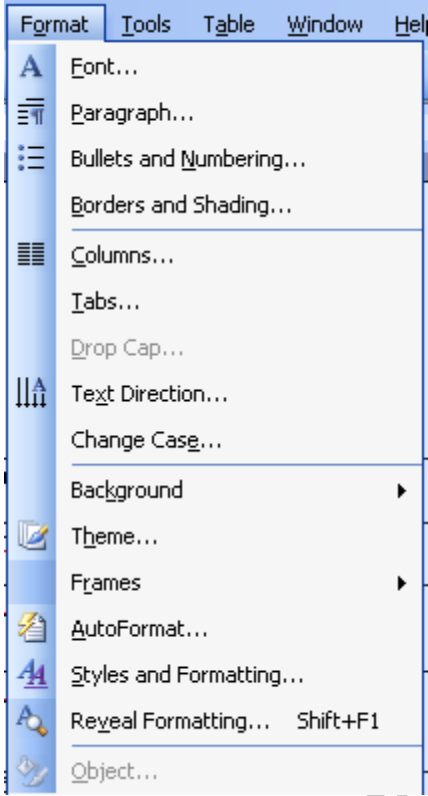 Format Tools Table Window Help
Font...
Paragraph...
Bullets and Numbering...
Borders and Shading...
Columns...
Tabs...
Drop Cap...
Text Direction...
Change Case...
Background
Theme...
Frames
AutoFormat...
Styles and Formatting...
Reveal Formatting... Shift+F1
Object...